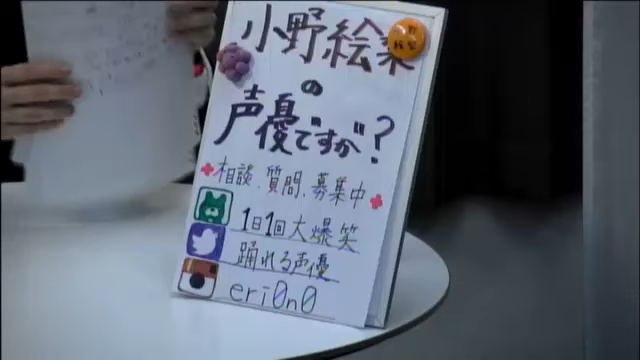 小野絵梨
の
声優ですか?
相談、質問、募集中
1日1回大爆笑
踊れる声優
eri0n0